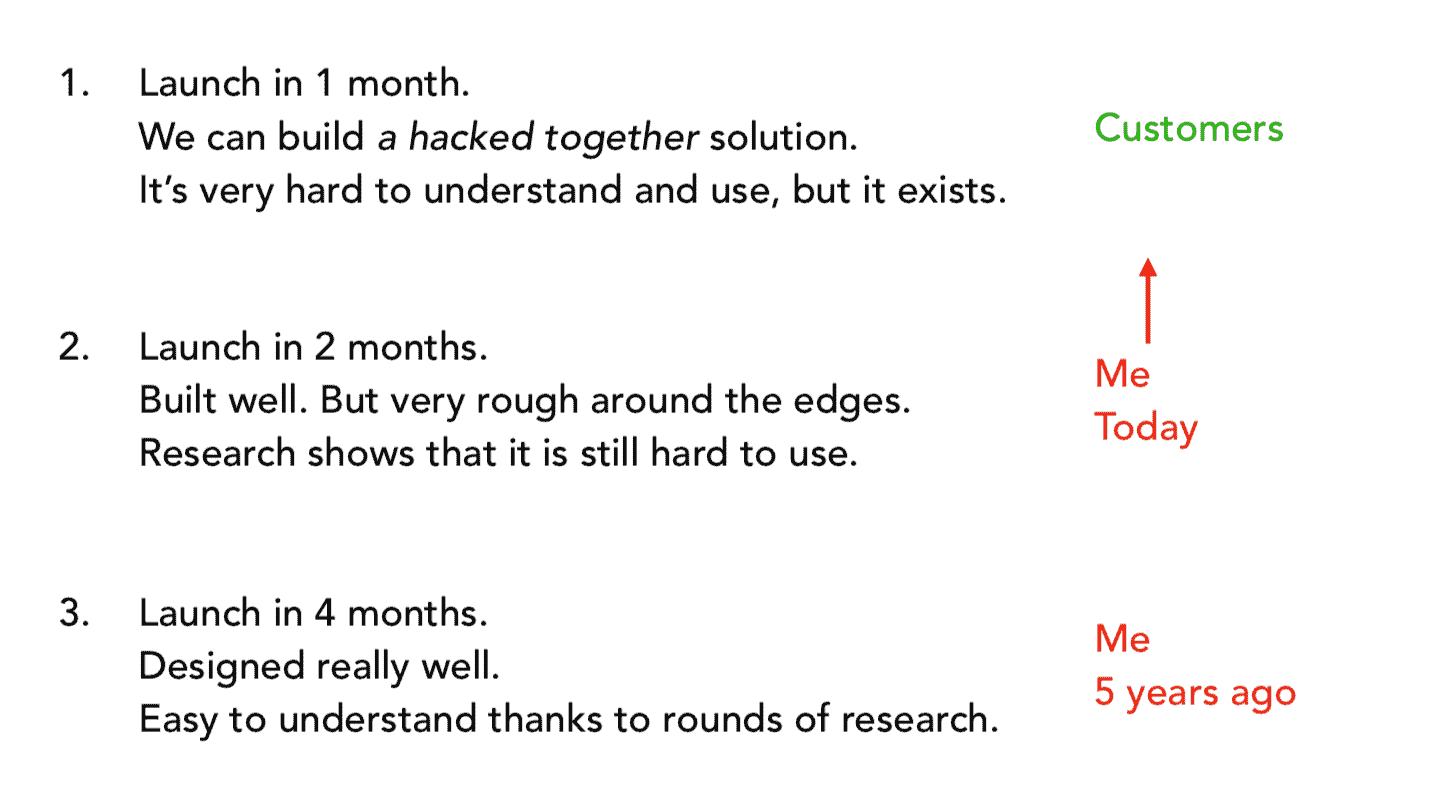 1. Launch in 1 month.
We can build a hacked together solution.
It’s very hard to understand and use, but it exists.
Customers
2. Launch in 2 months.
Built well. But very rough around the edges.
Research shows that it is still hard to use.
Me
Today
3. Launch in 4 months.
Designed really well.
Easy to understand thanks to rounds of research.
Me
5 years ago